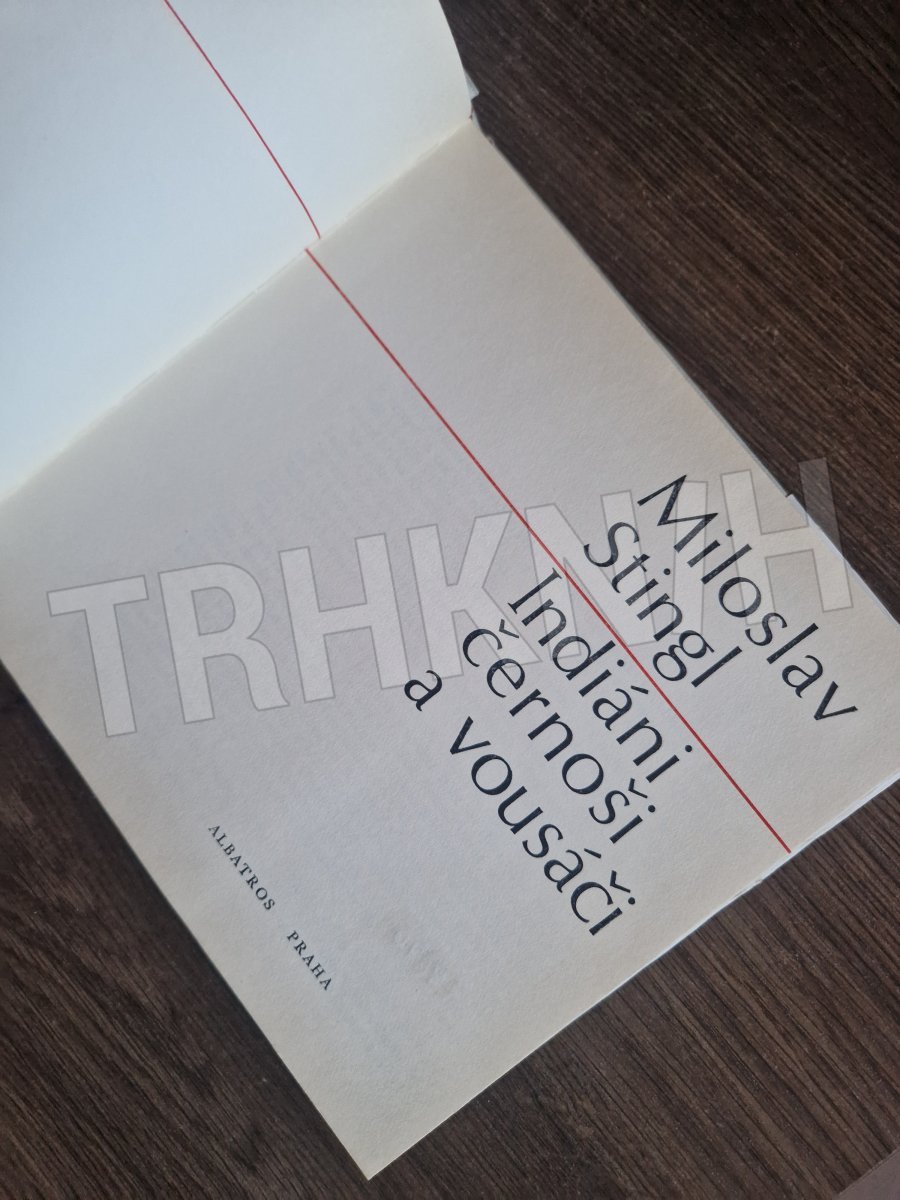 Miloslav
Stingl
Indiáni
černoši
a vousáči
ALBATROS PRAHA
TRHKNIH